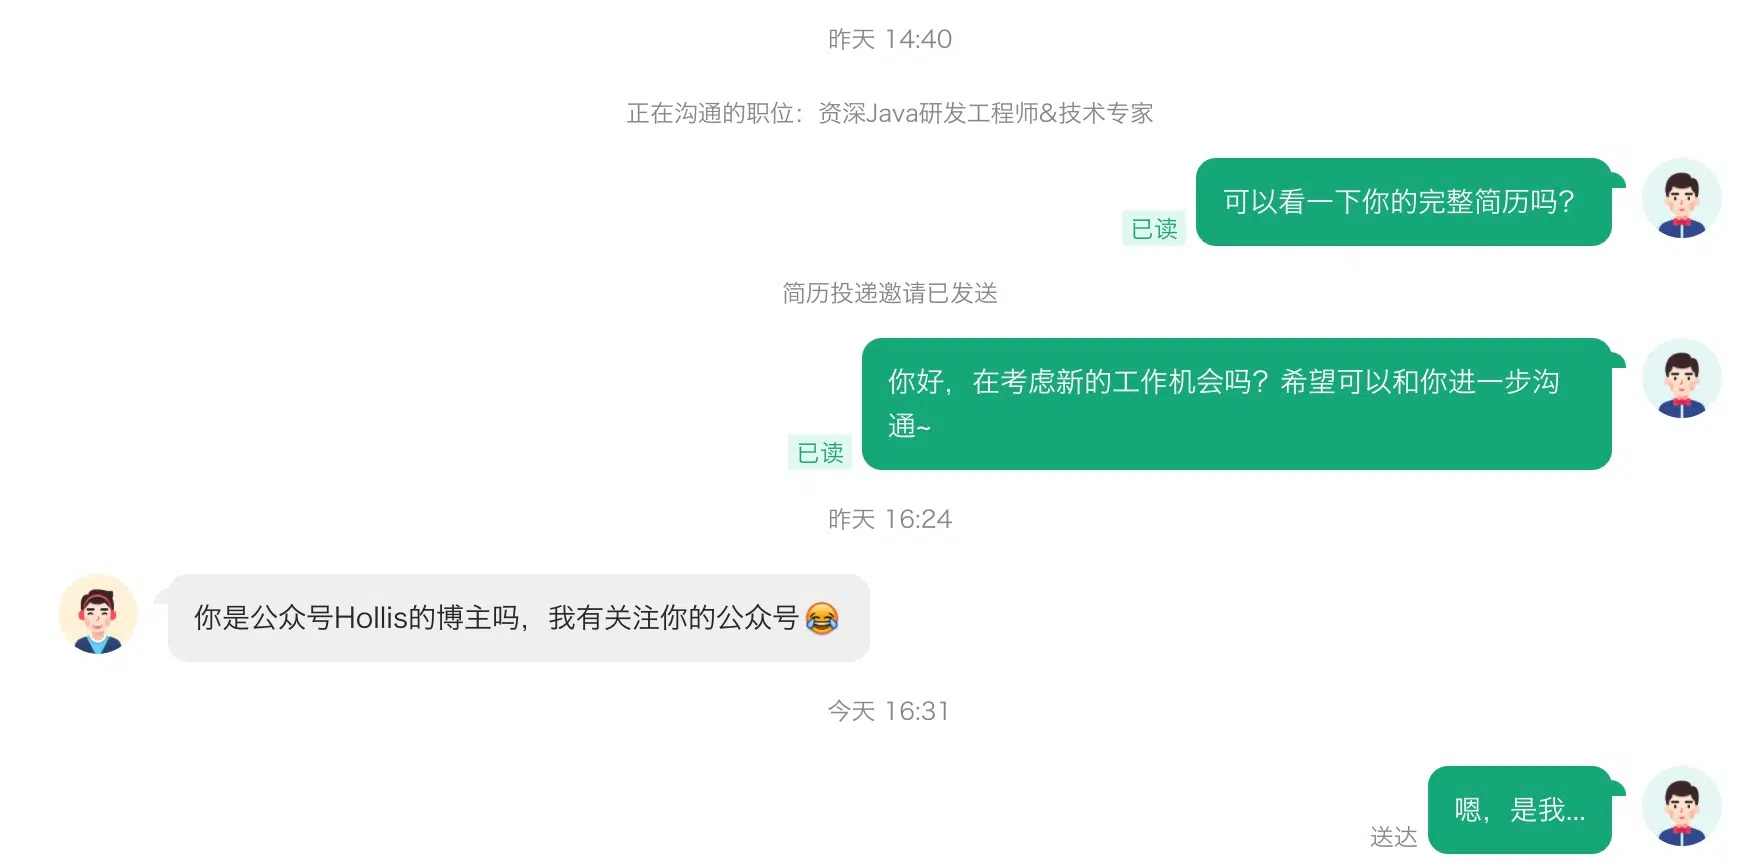 昨天 14:40
正在沟通的职位：资深Java研发工程师&技术专家
可以看一下你的完整简历吗？
已读
简历投递邀请已发送
你好，在考虑新的工作机会吗？希望可以和你进一步沟
通~
已读
昨天 16:24
你是公众号Hollis的博主吗，我有关注你的公众号😂
今天 16:31
嗯，是我...
送达